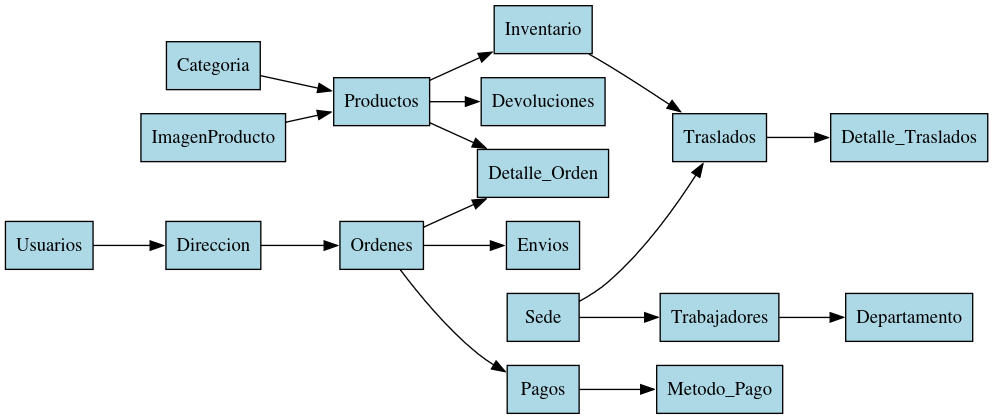 Inventario
Categoria
Productos
Devoluciones
ImagenProducto
Traslados
Detalle_Traslados
Detalle_Orden
Usuarios
Direccion
Ordenes
Envios
Sede
Trabajadores
Departamento
Pagos
Metodo_Pago